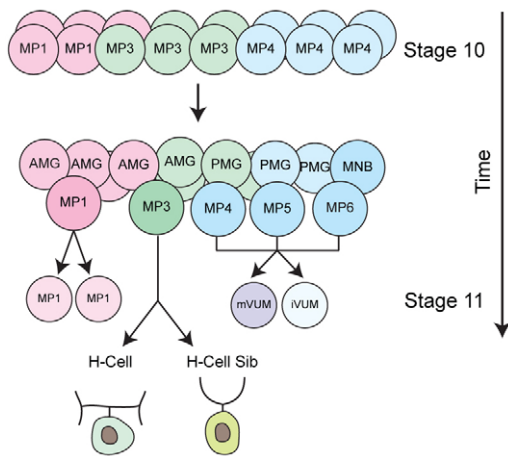 MP1 MP1 MP3 MP3 MP3 MP4 MP4 MP4
Stage 10
AMG AMG AMG AMG PMG PMG PMG MNB
MP1 MP3 MP4 MP5 MP6
Time
MP1 MP1 mVUM iVUM
Stage 11
H-Cell H-Cell Sib